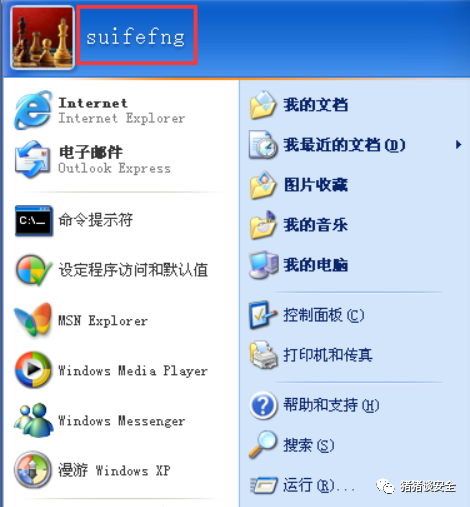 suifefng
Internet
Internet Explorer
电子邮件
Outlook Express
C:\_
命令提示符
设定程序访问和默认值
MSN Explorer
Windows Media Player
Windows Messenger
漫游 Windows XP
我的文档
我最近的文档(D)
图片收藏
我的音乐
我的电脑
控制面板(C)
打印机和传真
帮助和支持(H)
搜索(S)
运行(R)...
猪猪谈安全